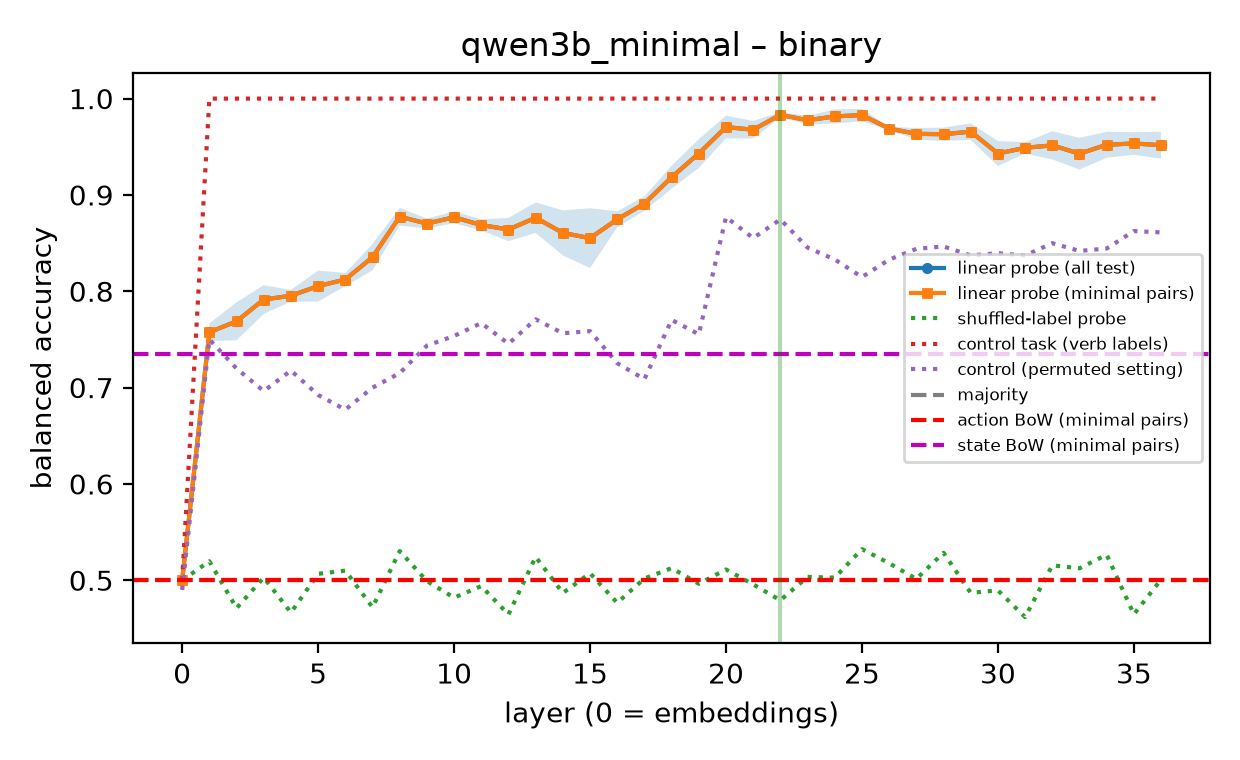 qwen3b_minimal – binary
balanced accuracy
1.0
0.9
0.8
0.7
0.6
0.5
linear probe (all test)
linear probe (minimal pairs)
shuffled-label probe
control task (verb labels)
control (permuted setting)
majority
action BoW (minimal pairs)
state BoW (minimal pairs)
0 5 10 15 20 25 30 35
layer (0 = embeddings)